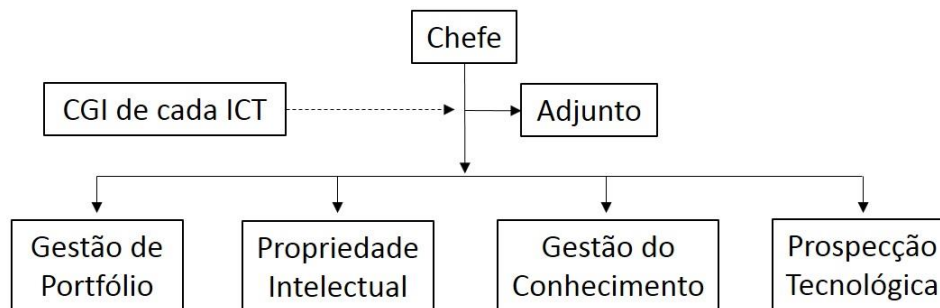 Chefe
CGI de cada ICT
Adjunto
Gestão de
Portfólio
Propriedade
Intelectual
Gestão do
Conhecimento
Prospecção
Tecnológica